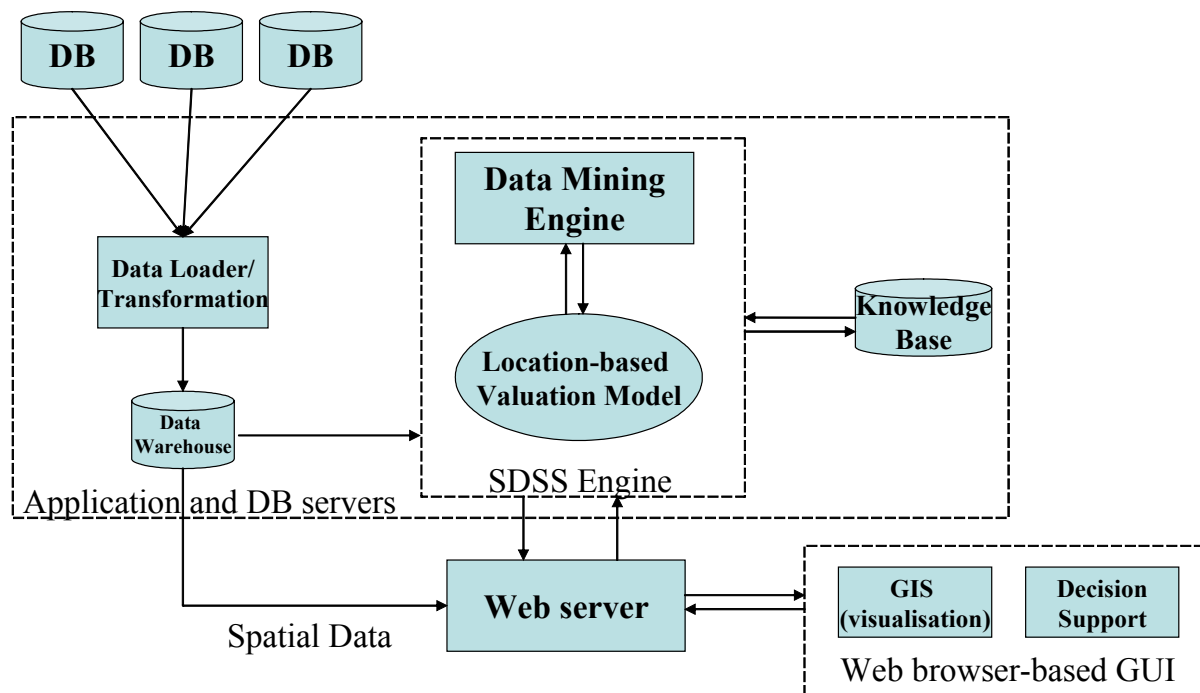 DB
DB
DB
Data Mining
Engine
Data Loader/
Transformation
Knowledge
Base
Location-based
Valuation Model
Data
Warehouse
SDSS Engine
Application and DB servers
Web server
GIS
(visualisation)
Decision
Support
Spatial Data
Web browser-based GUI